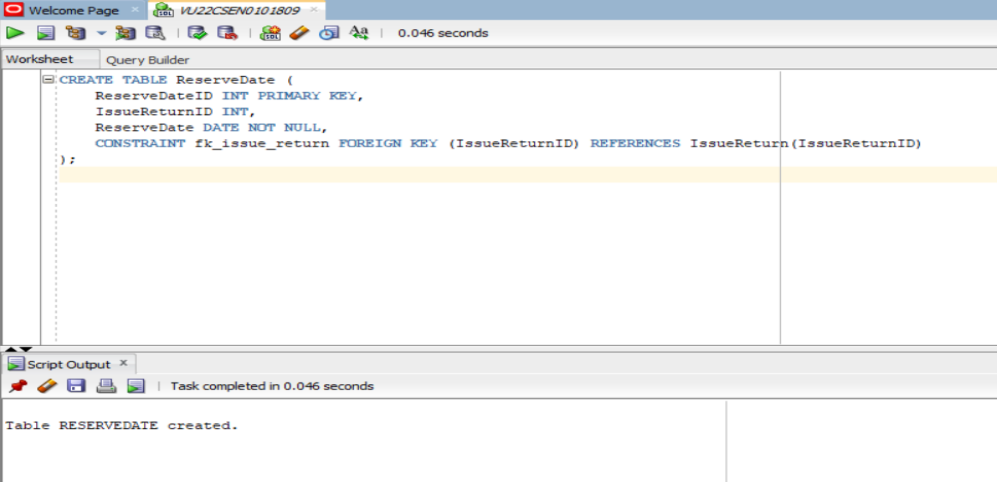 Welcome Page
VU22CSEN0101809
0.046 seconds
Worksheet Query Builder
CREATE TABLE ReserveDate (
ReserveDateID INT PRIMARY KEY,
IssueReturnID INT,
ReserveDate DATE NOT NULL,
CONSTRAINT fk_issue_return FOREIGN KEY (IssueReturnID) REFERENCES IssueReturn(IssueReturnID)
);
Script Output
Task completed in 0.046 seconds
Table RESERVEDATE created.